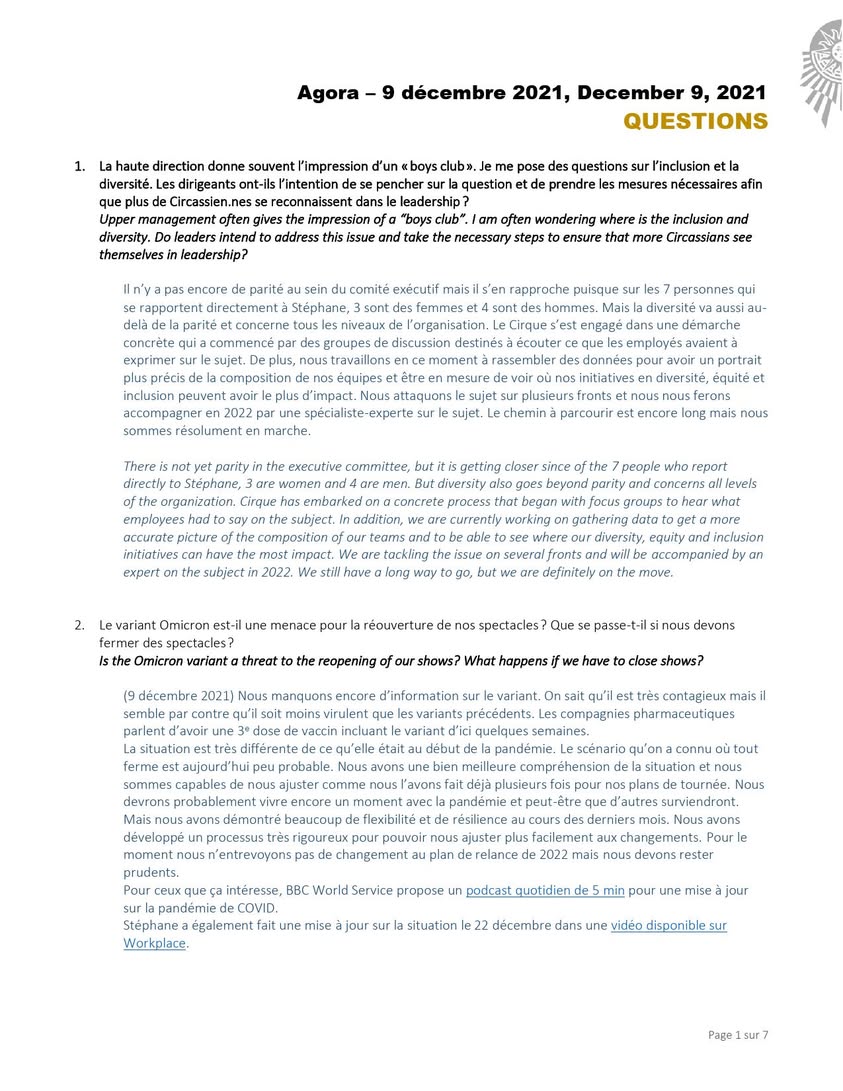 Agora – 9 décembre 2021, December 9, 2021
QUESTIONS
1. La haute direction donne souvent l’impression d’un « boys club ». Je me pose des questions sur l’inclusion et la
diversité. Les dirigeants ont-ils l’intention de se pencher sur la question et de prendre les mesures nécessaires afin
que plus de Circassien.nes se reconnaissent dans le leadership ?
Upper management often gives the impression of a “boys club”. I am often wondering where is the inclusion and
diversity. Do leaders intend to address this issue and take the necessary steps to ensure that more Circassians see
themselves in leadership?
Il n’y a pas encore de parité au sein du comité exécutif mais il s’en rapproche puisque sur les 7 personnes qui
se rapportent directement à Stéphane, 3 sont des femmes et 4 sont des hommes. Mais la diversité va aussi au-
delà de la parité et concerne tous les niveaux de l’organisation. Le Cirque s’est engagé dans une démarche
concrète qui a commencé par des groupes de discussion destinés à écouter ce que les employés avaient à
exprimer sur le sujet. De plus, nous travaillons en ce moment à rassembler des données pour avoir un portrait
plus précis de la composition de nos équipes et être en mesure de voir où nos initiatives en diversité, équité et
inclusion peuvent avoir le plus d’impact. Nous attaquons le sujet sur plusieurs fronts et nous nous ferons
accompagner en 2022 par une spécialiste-experte sur le sujet. Le chemin à parcourir est encore long mais nous
sommes résolument en marche.
There is not yet parity in the executive committee, but it is getting closer since of the 7 people who report
directly to Stéphane, 3 are women and 4 are men. But diversity also goes beyond parity and concerns all levels
of the organization. Cirque has embarked on a concrete process that began with focus groups to hear what
employees had to say on the subject. In addition, we are currently working on gathering data to get a more
accurate picture of the composition of our teams and to be able to see where our diversity, equity and inclusion
initiatives can have the most impact. We are tackling the issue on several fronts and will be accompanied by an
expert on the subject in 2022. We still have a long way to go, but we are definitely on the move.
2. Le variant Omicron est-il une menace pour la réouverture de nos spectacles ? Que se passe-t-il si nous devons
fermer des spectacles ?
Is the Omicron variant a threat to the reopening of our shows? What happens if we have to close shows?
(9 décembre 2021) Nous manquons encore d’information sur le variant. On sait qu’il est très contagieux mais il
semble par contre qu’il soit moins virulent que les variants précédents. Les compagnies pharmaceutiques
parlent d’avoir une 3e dose de vaccin incluant le variant d’ici quelques semaines.
La situation est très différente de ce qu’elle était au début de la pandémie. Le scénario qu’on a connu où tout
ferme est aujourd’hui peu probable. Nous avons une bien meilleure compréhension de la situation et nous
sommes capables de nous ajuster comme nous l’avons fait déjà plusieurs fois pour nos plans de tournée. Nous
devrons probablement vivre encore un moment avec la pandémie et peut-être que d’autres surviendront.
Mais nous avons démontré beaucoup de flexibilité et de résilience au cours des derniers mois. Nous avons
développé un processus très rigoureux pour pouvoir nous ajuster plus facilement aux changements. Pour le
moment nous n’entrevoyons pas de changement au plan de relance de 2022 mais nous devons rester
prudents.
Pour ceux que ça intéresse, BBC World Service propose un podcast quotidien de 5 min pour une mise à jour
sur la pandémie de COVID.
Stéphane a également fait une mise à jour sur la situation le 22 décembre dans une vidéo disponible sur
Workplace.
Page 1 sur 7